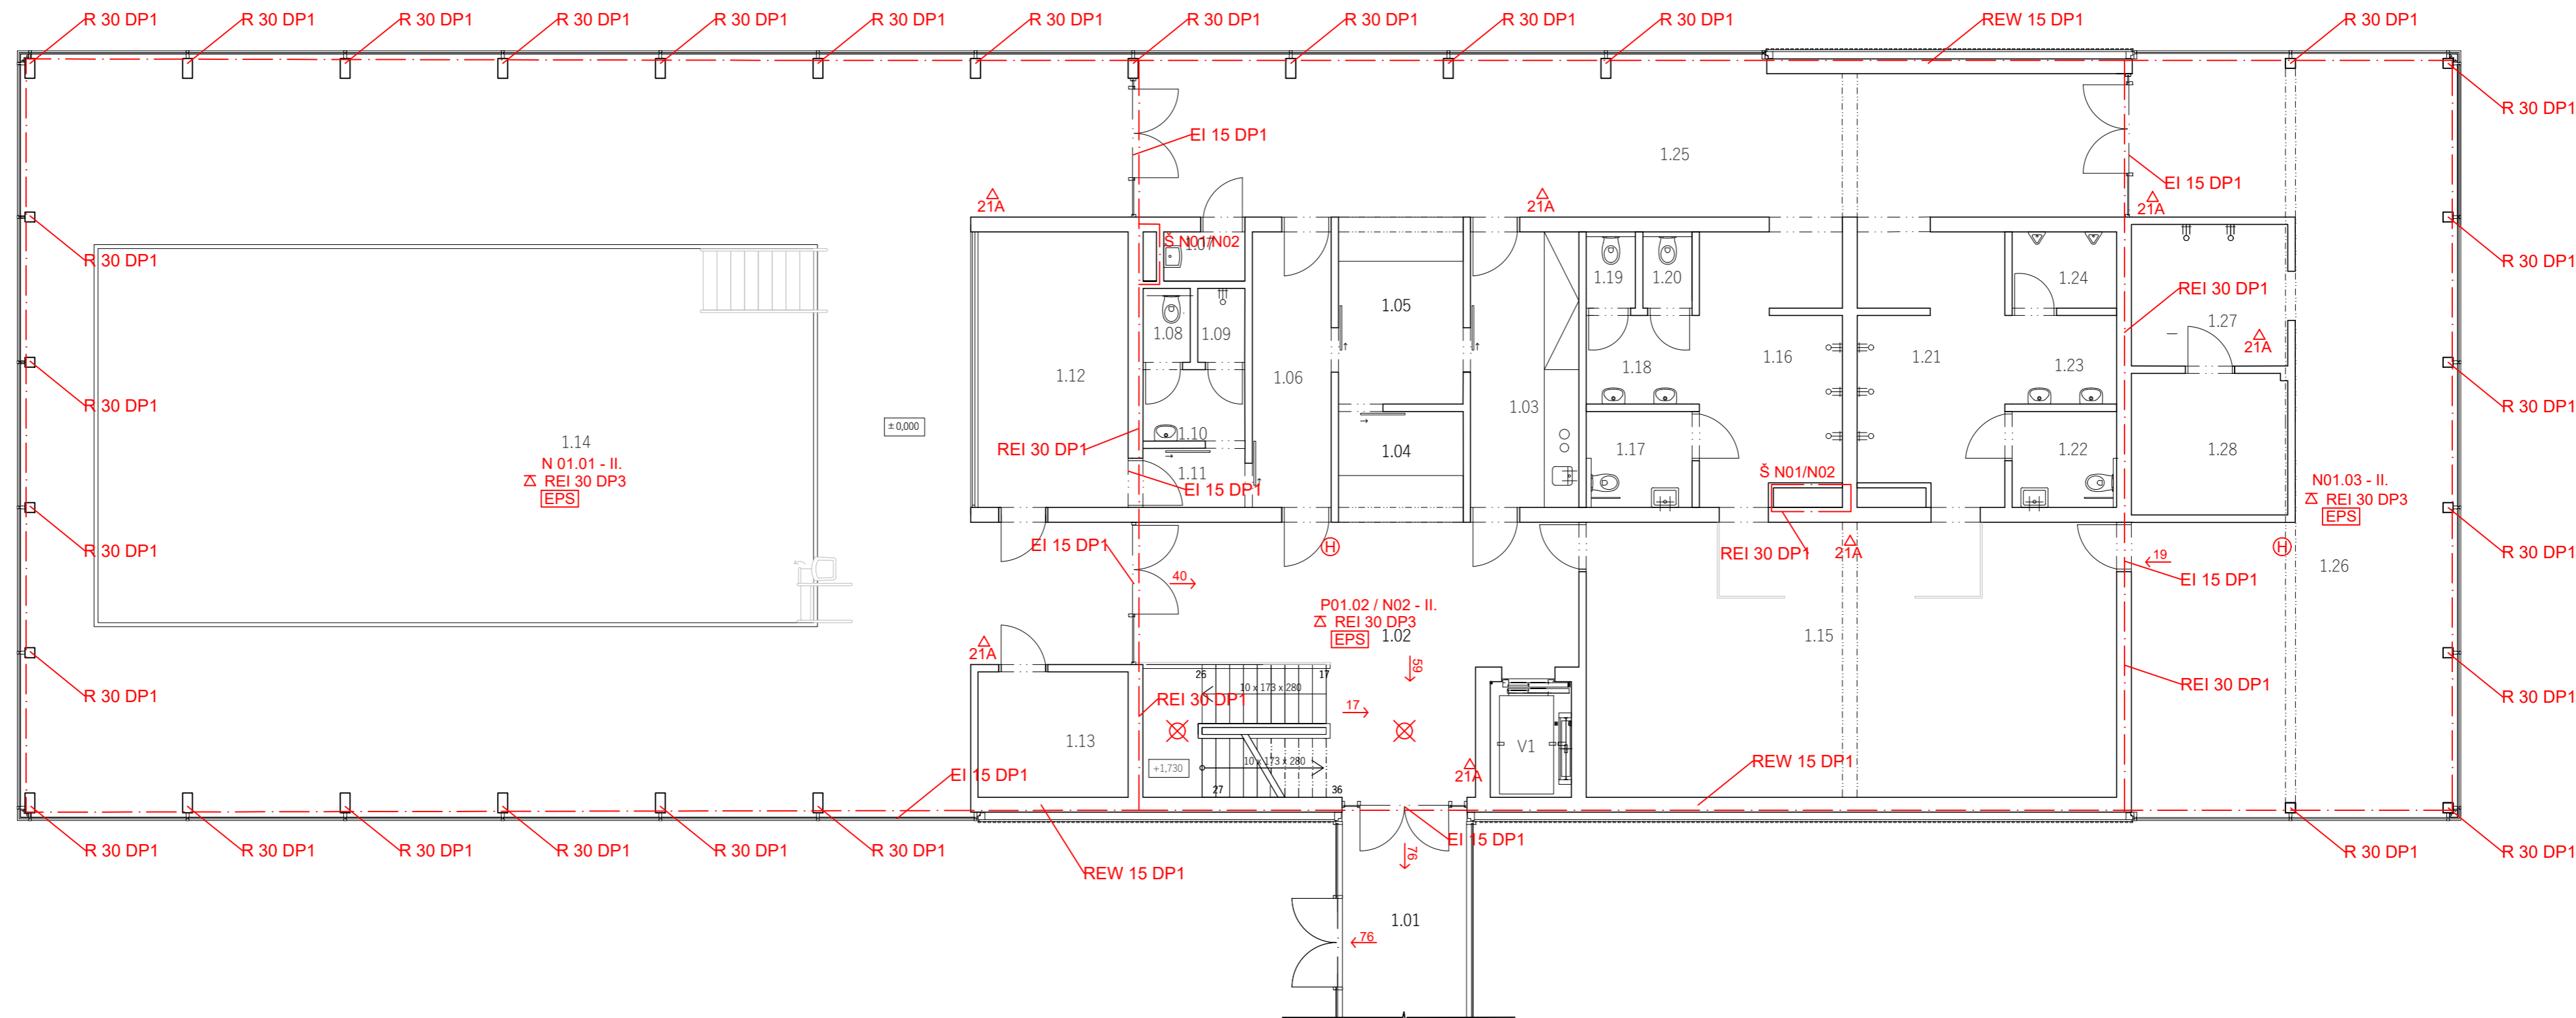 R 30 DP1
R 30 DP1
R 30 DP1
R 30 DP1
R 30 DP1
R 30 DP1
R 30 DP1
R 30 DP1
R 30 DP1
R 30 DP1
R 30 DP1
REW 15 DP1
R 30 DP1
R 30 DP1
EI 15 DP1
1.25
EI 15 DP1
21A
21A
21A
Š N01/N02
1.07
R 30 DP1
R 30 DP1
1.19
1.20
1.24
REI 30 DP1
1.05
1.08
1.09
1.27
21A
1.12
1.06
1.18
1.16
1.21
1.23
R 30 DP1
R 30 DP1
1.03
± 0,000
1.14
N 01.01 - II.
REI 30 DP3
EPS
REI 30 DP1
1.10
1.11
EI 15 DP1
1.04
1.17
Š N01/N02
1.22
1.28
N01.03 - II.
REI 30 DP3
EPS
R 30 DP1
EI 15 DP1
H
REI 30 DP1
21A
H
19
1.26
R 30 DP1
40
EI 15 DP1
P01.02 / N02 - II.
REI 30 DP3
EPS
1.02
1.15
21A
59
26
17
10 x 173 x 280
R 30 DP1
REI 30 DP1
17
REI 30 DP1
R 30 DP1
1.13
V1
+1,730
10 x 173 x 280
21A
REW 15 DP1
EI 15 DP1
27
36
R 30 DP1
R 30 DP1
R 30 DP1
R 30 DP1
R 30 DP1
R 30 DP1
EI 15 DP1
76
R 30 DP1
R 30 DP1
REW 15 DP1
1.01
76